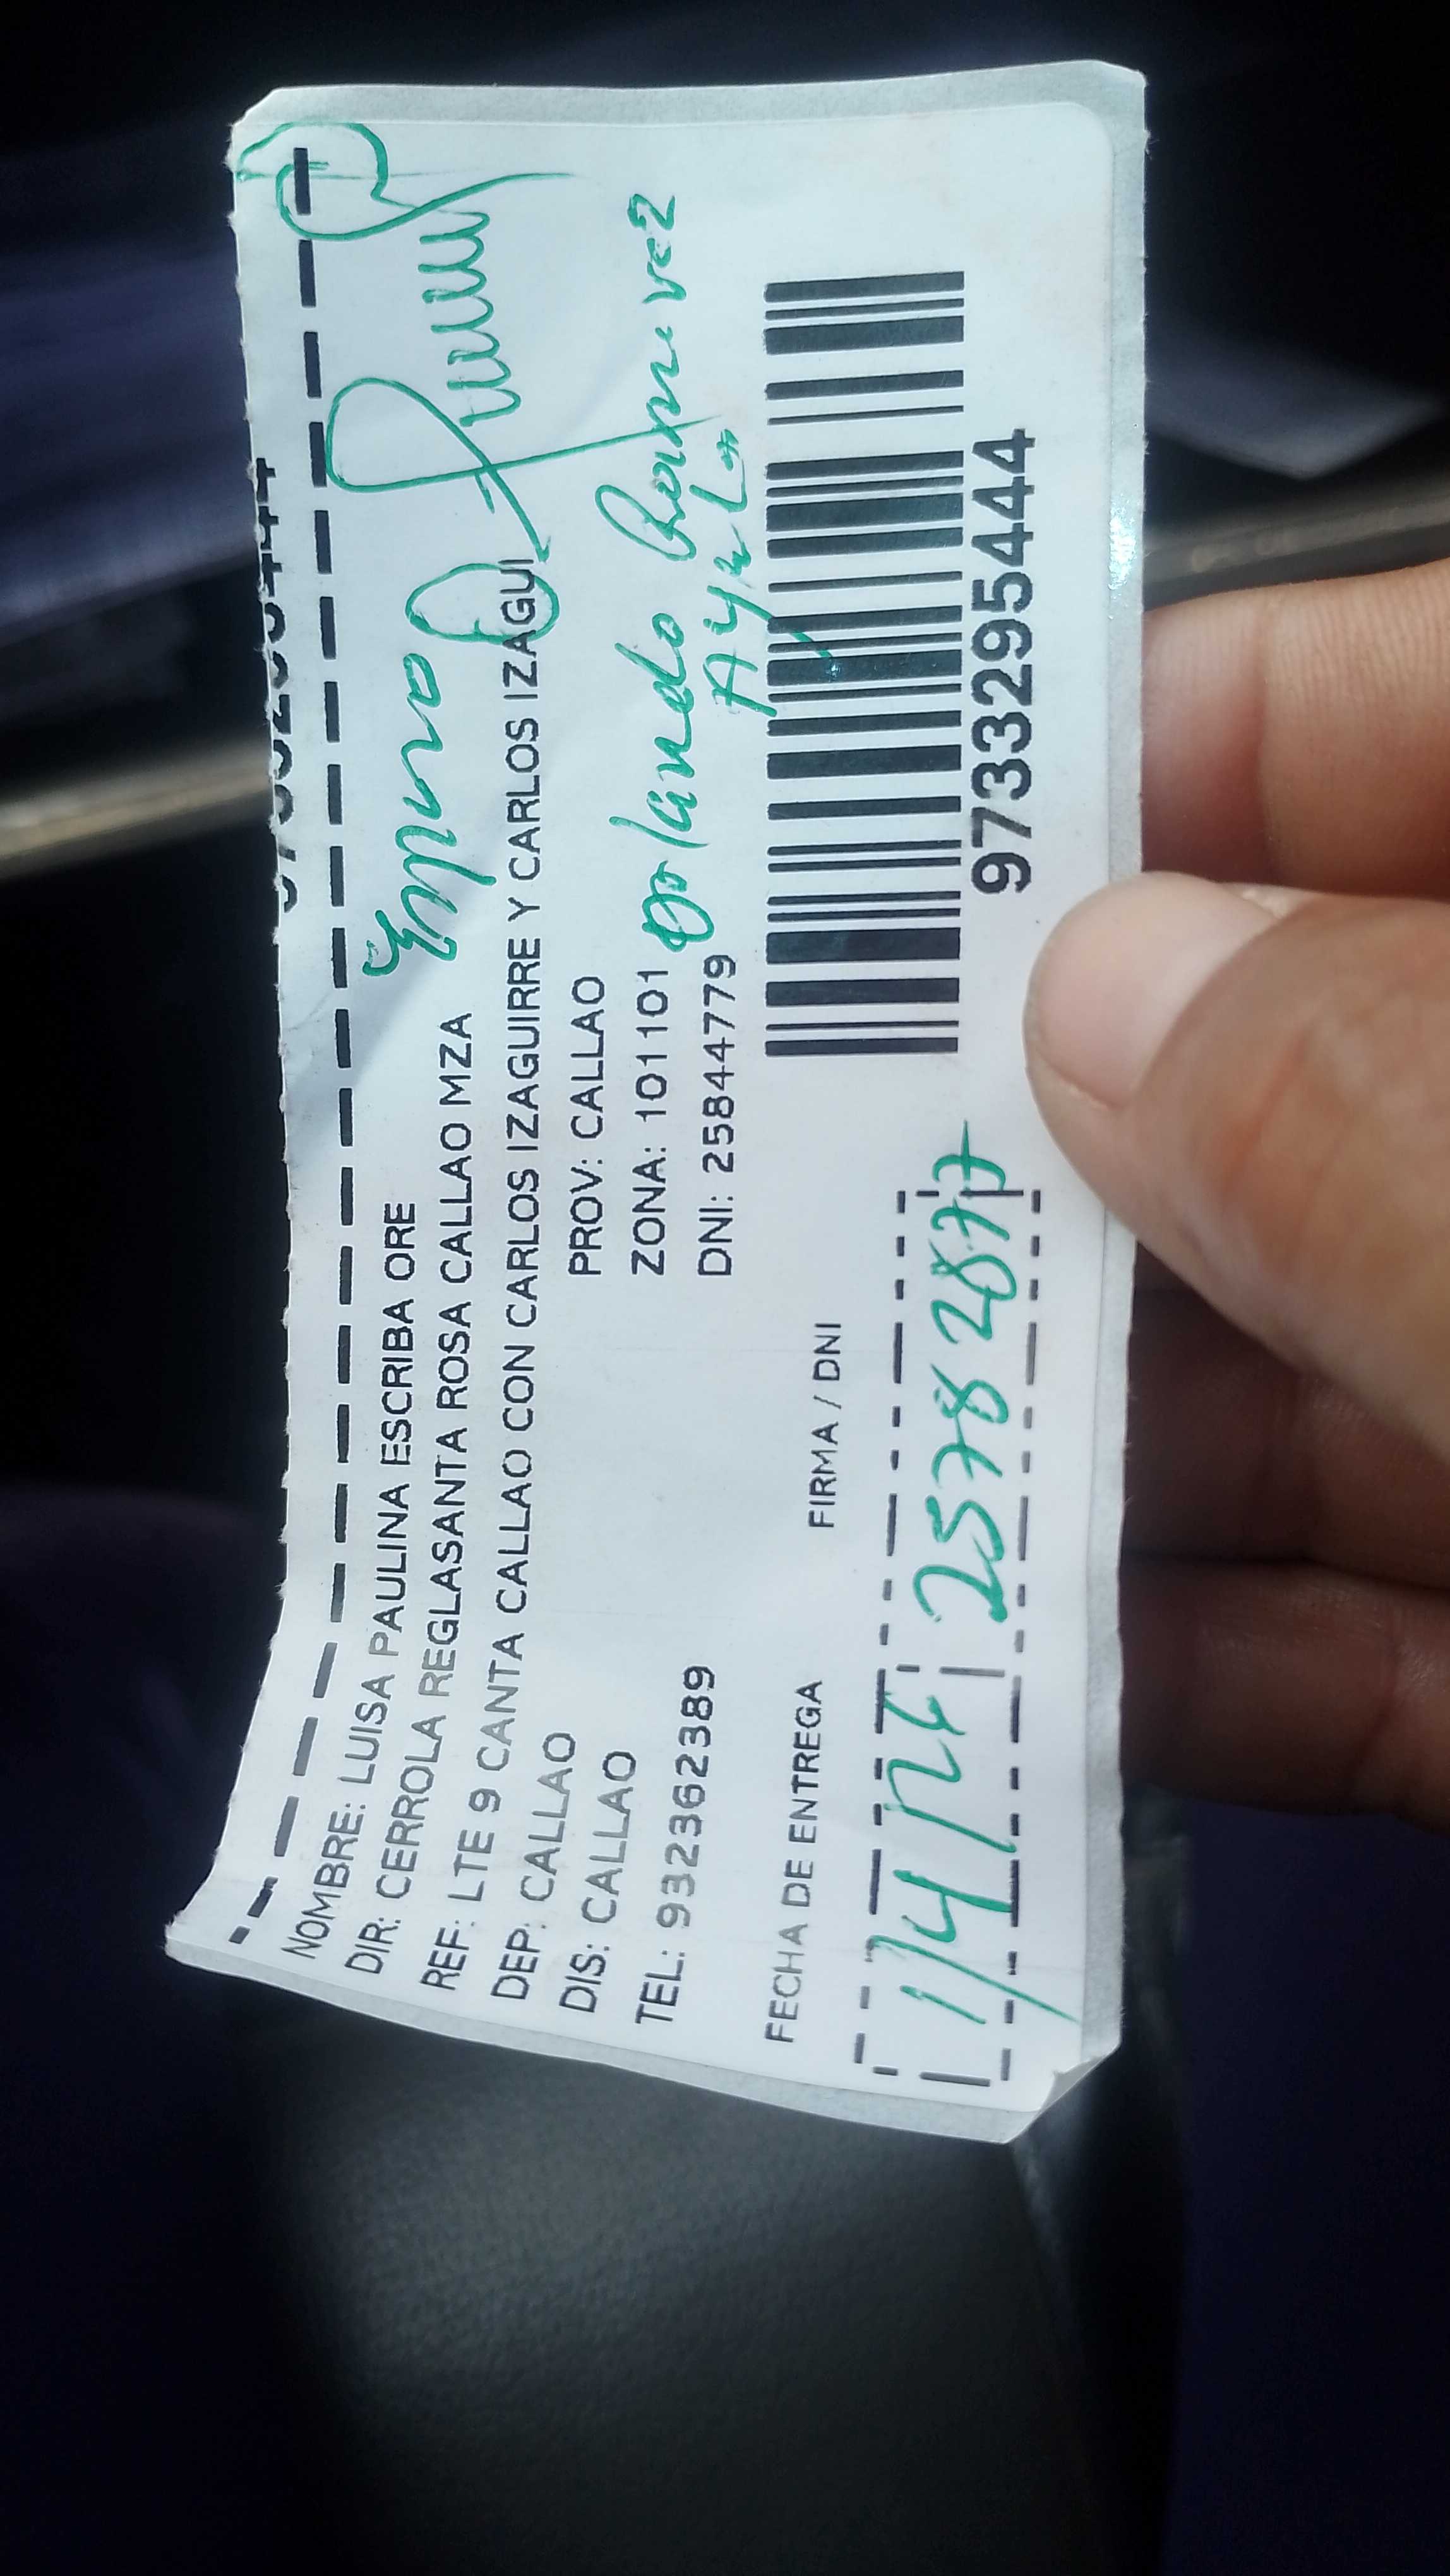 NOMBRE: LUISA PAULINA ESCRIBA ORE
DIR: CERROLA REGLASANTA ROSA CALLAO MZA
REF: LTE 9 CANTA CALLAO CON CARLOS IZAGUIRRE Y CARLOS IZAGUI
DEP: CALLAO PROV: CALLAO
DIS: CALLAO ZONA: 101101 Orlando
TEL: 932362389 DNI: 25844779
FECHA DE ENTREGA FIRMA / DNI
25782877
9733295444